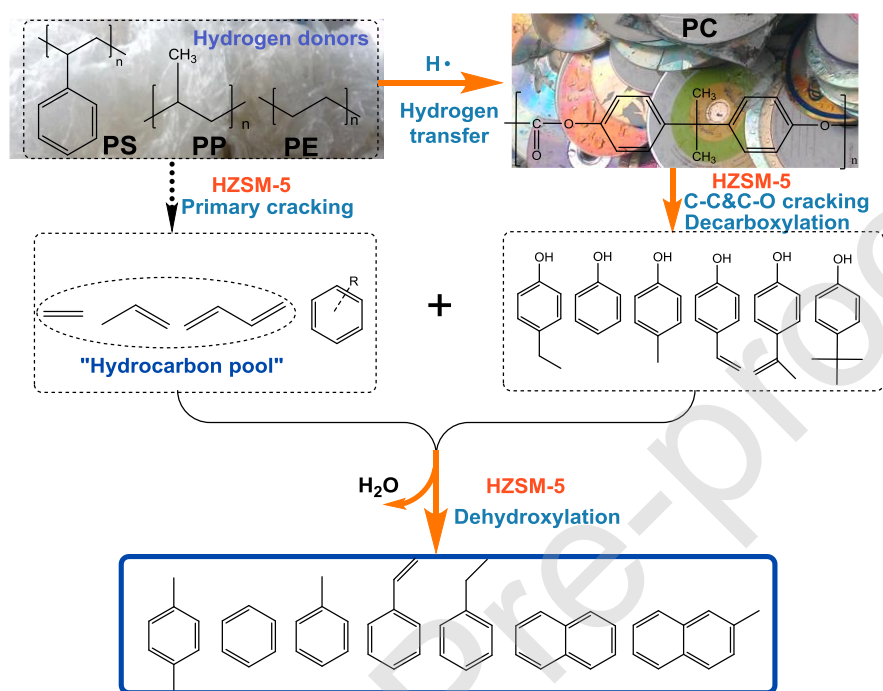 Hydrogen donors
n
CH₃
n
n
PS
PP
PE
H•
Hydrogen
transfer
PC
O
O
CH₃
CH₃
O
n
HZSM-5
Primary cracking
HZSM-5
C-C&C-O cracking
Decarboxylation
R
"Hydrocarbon pool"
+
OH
OH
OH
OH
OH
OH
H₂O
HZSM-5
Dehydroxylation
Pre-proo